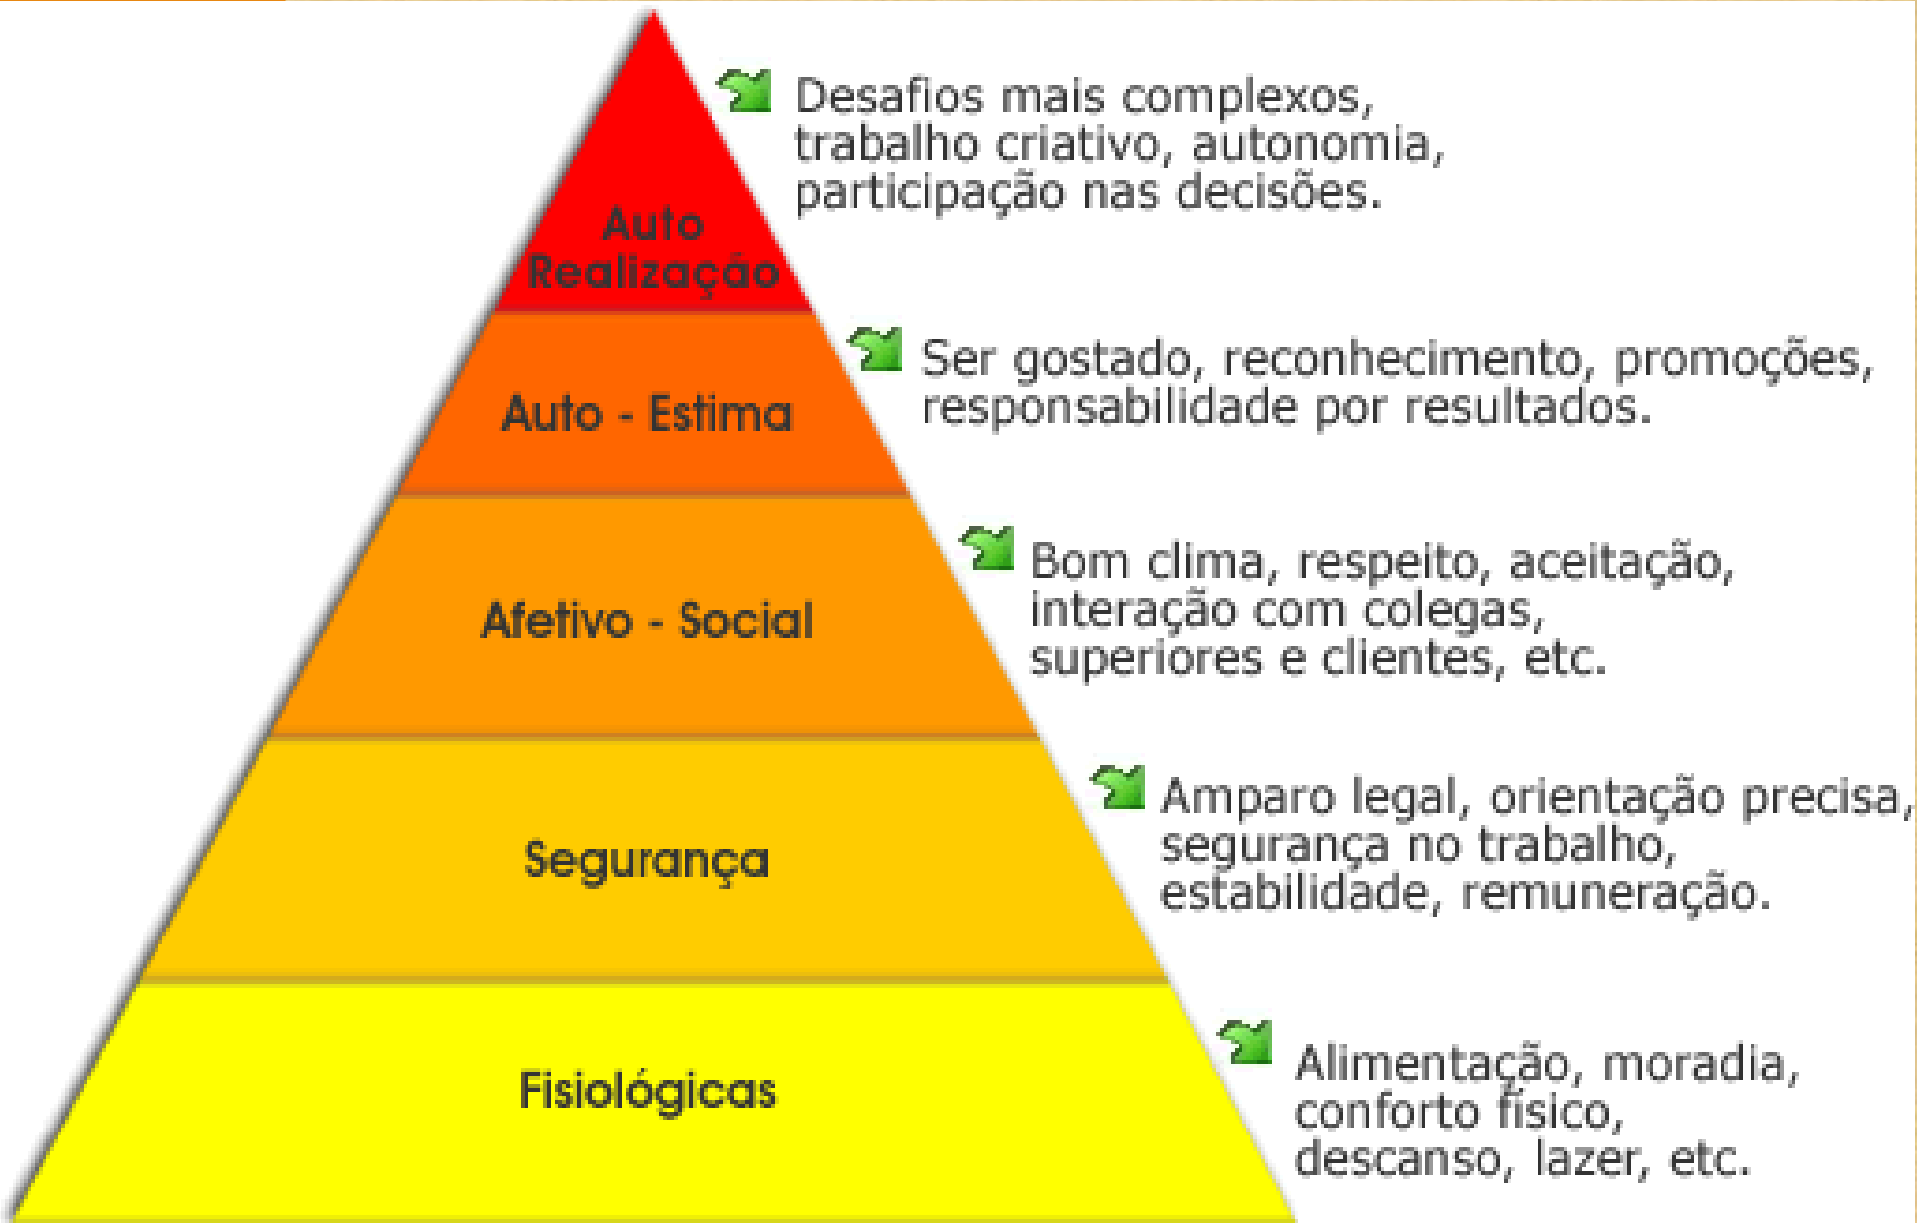 Desafios mais complexos,
trabalho criativo, autonomia,
participação nas decisões.
Auto
Realização
Ser gostado, reconhecimento, promoções,
responsabilidade por resultados.
Auto - Estima
Bom clima, respeito, aceitação,
interação com colegas,
superiores e clientes, etc.
Afetivo - Social
Amparo legal, orientação precisa,
segurança no trabalho,
estabilidade, remuneração.
Segurança
Alimentação, moradia,
conforto físico,
descanso, lazer, etc.
Fisiológicas